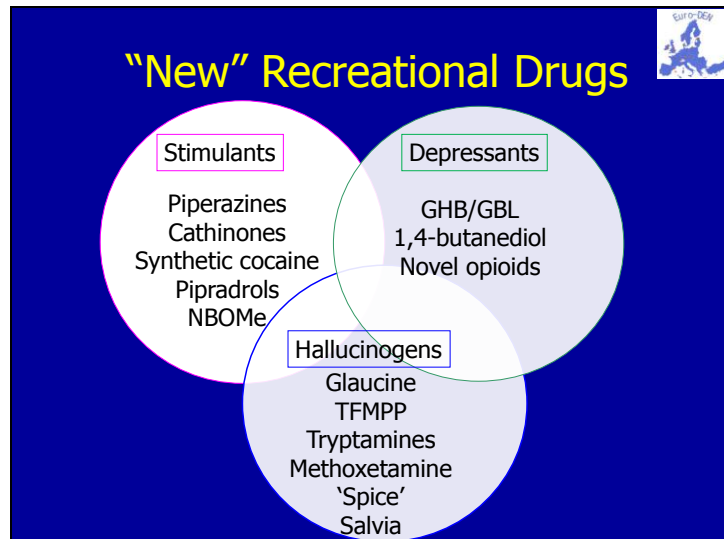 Euro-DEN
“New” Recreational Drugs
Stimulants
Piperazines
Cathinones
Synthetic cocaine
Pipradrols
NBOMe
Depressants
GHB/GBL
1,4-butanediol
Novel opioids
Hallucinogens
Glaucine
TFMPP
Tryptamines
Methoxetamine
‘Spice’
Salvia